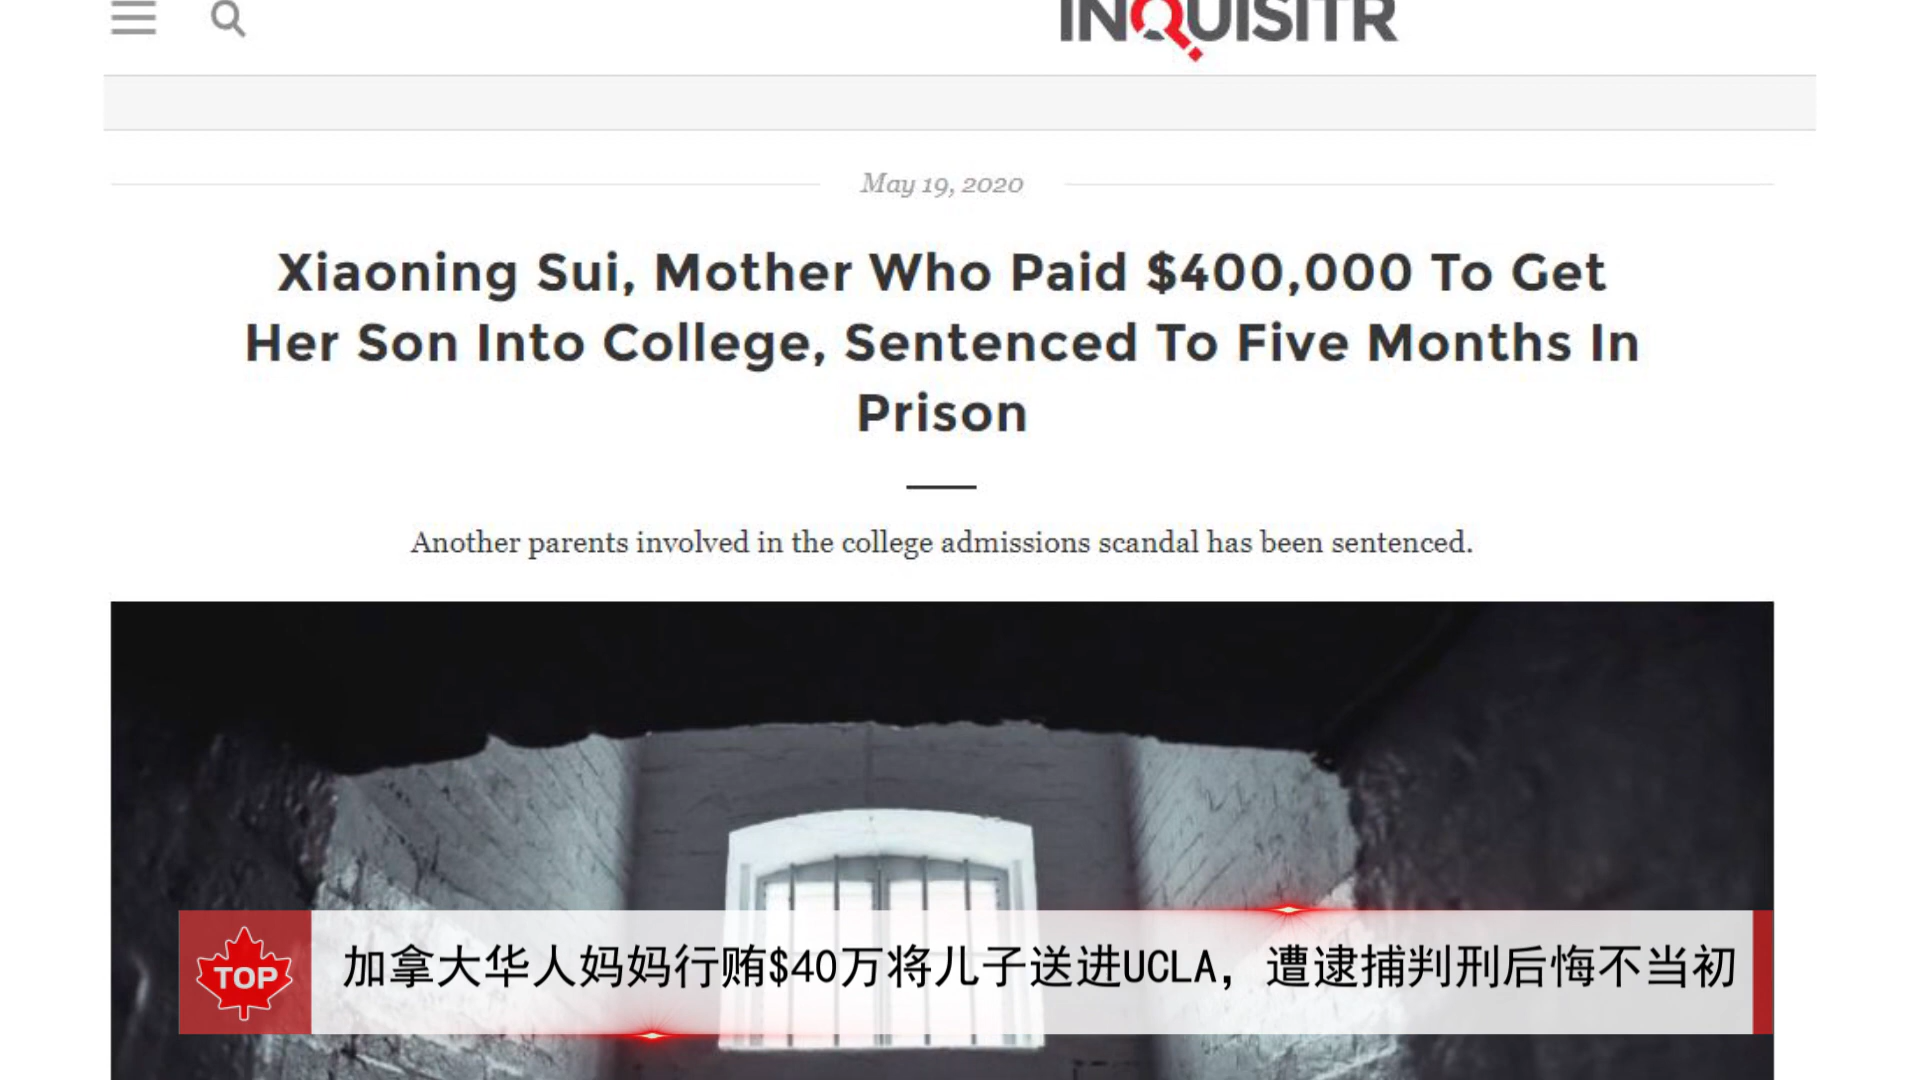 INQUISITR
May 19, 2020
Xiaoning Sui, Mother Who Paid $400,000 To Get
Her Son Into College, Sentenced To Five Months In
Prison
Another parents involved in the college admissions scandal has been sentenced.
TOP
加拿大华人妈妈行贿$40万将儿子送进UCLA，遭逮捕判刑后悔不当初